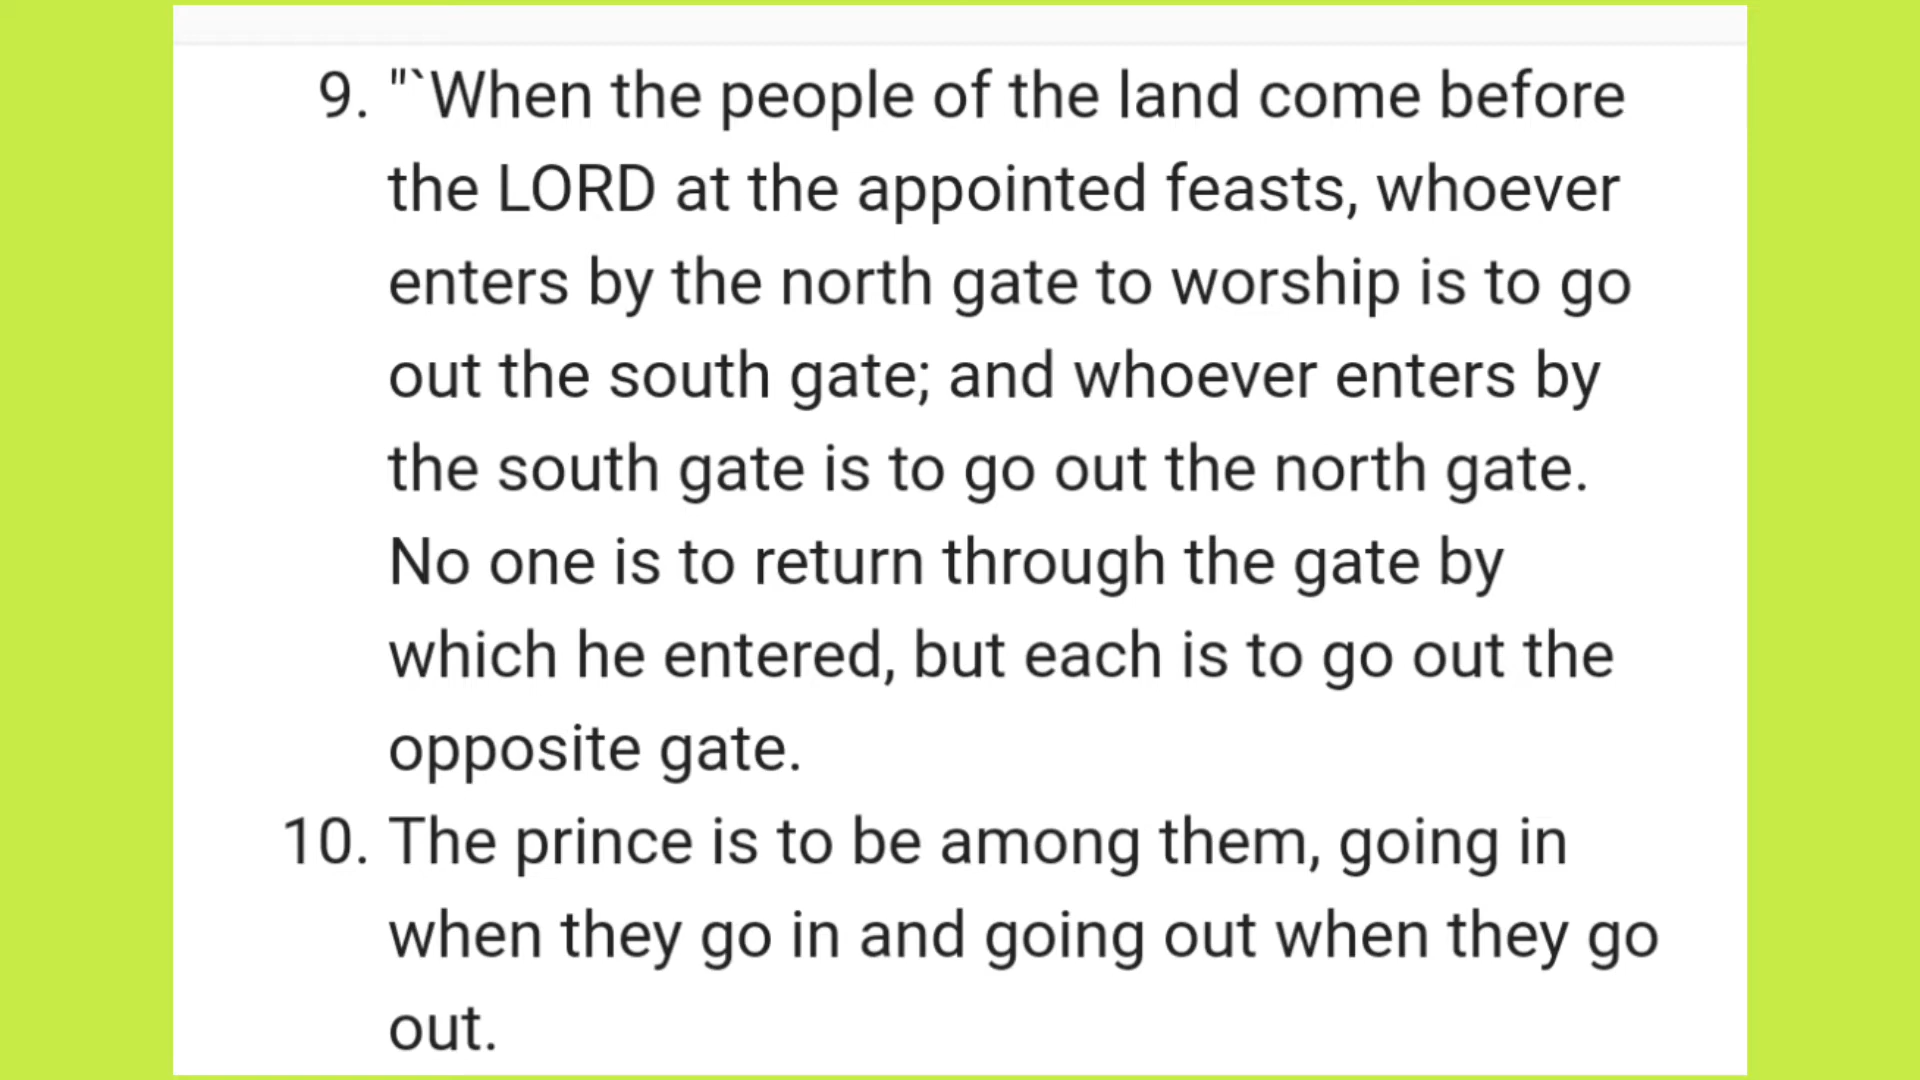 9. "`When the people of the land come before
the LORD at the appointed feasts, whoever
enters by the north gate to worship is to go
out the south gate; and whoever enters by
the south gate is to go out the north gate.
No one is to return through the gate by
which he entered, but each is to go out the
opposite gate.
10. The prince is to be among them, going in
when they go in and going out when they go
out.